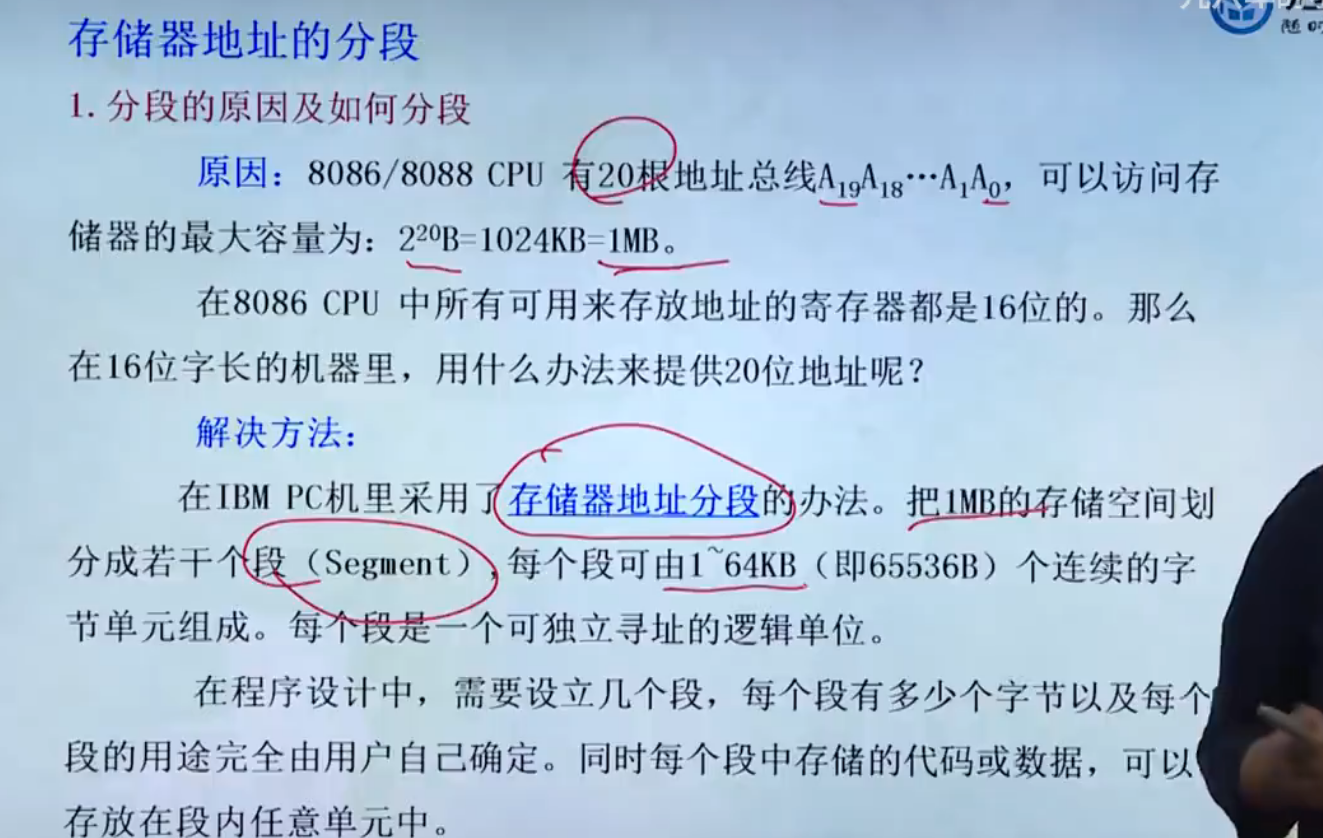 存储器地址的分段
1.分段的原因及如何分段
原因：8086/8088 CPU 有20根地址总线A19A18…A1A0，可以访问存
储器的最大容量为：2²⁰B=1024KB=1MB。
在8086 CPU 中所有可用来存放地址的寄存器都是16位的。那么
在16位字长的机器里，用什么办法来提供20位地址呢？
解决方法：
在IBM PC机里采用了存储器地址分段的办法。把1MB的存储空间划
分成若干个段（Segment），每个段可由1~64KB（即65536B）个连续的字
节单元组成。每个段是一个可独立寻址的逻辑单位。
在程序设计中，需要设立几个段，每个段有多少个字节以及每个
段的用途完全由用户自己确定。同时每个段中存储的代码或数据，可以
存放在段内任意单元中。